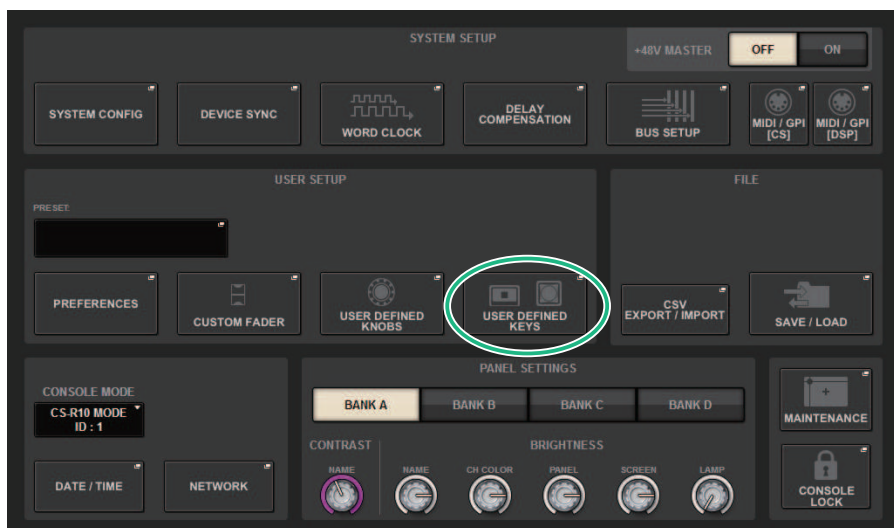 SYSTEM SETUP
+48V MASTER
OFF
ON
SYSTEM CONFIG
DEVICE SYNC
WORD CLOCK
DELAY
COMPENSATION
BUS SETUP
MIDI / GPI
[CS]
MIDI / GPI
[DSP]
USER SETUP
PRESET
PREFERENCES
CUSTOM FADER
USER DEFINED
KNOBS
USER DEFINED
KEYS
FILE
CSV
EXPORT / IMPORT
SAVE / LOAD
CONSOLE MODE
CS-R10 MODE
ID : 1
DATE / TIME
NETWORK
PANEL SETTINGS
BANK A
BANK B
BANK C
BANK D
CONTRAST
BRIGHTNESS
NAME
NAME
CH COLOR
PANEL
SCREEN
LAMP
MAINTENANCE
CONSOLE
LOCK